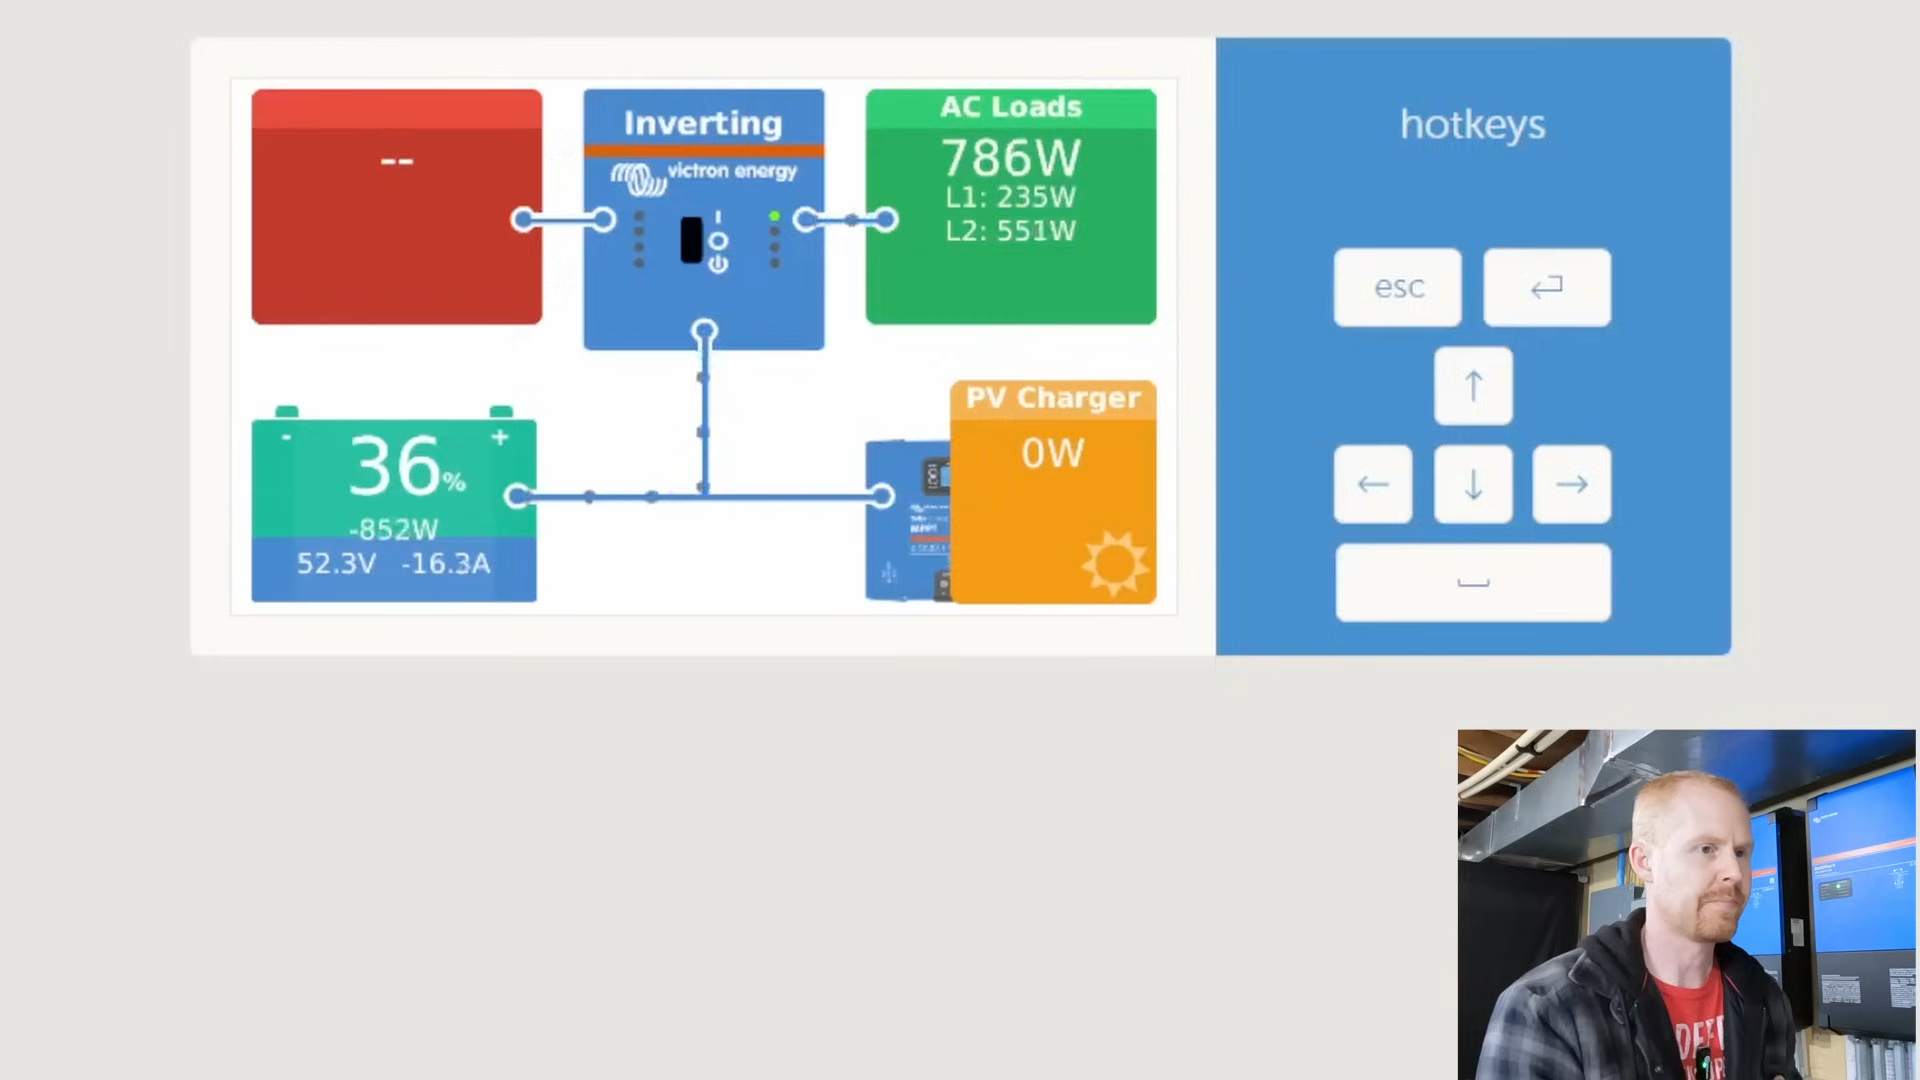 --
Inverting
victron energy
AC Loads
786W
L1: 235W
L2: 551W
- +
36%
-852W
52.3V -16.3A
PV Charger
0W
MPPT
hotkeys
esc